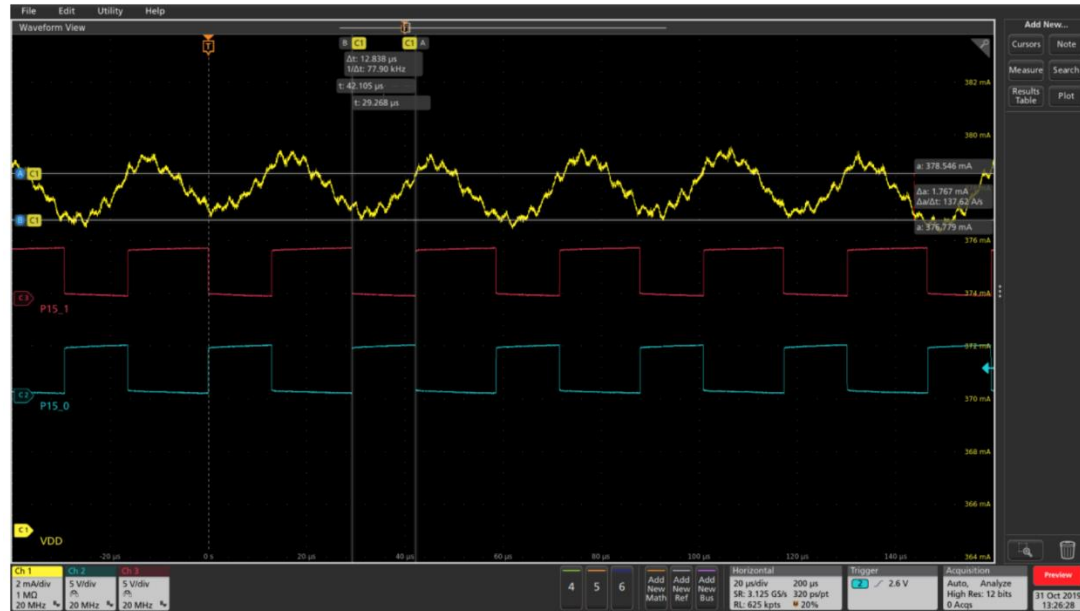 File Edit Utility Help
Waveform View
Add New...
Cursors Note
Measure Search
Results Table Plot
T
T
B C1 C1 A
Δt: 12.838 µs
1/Δt: 77.90 kHz
t: 42.105 µs
t: 29.268 µs
382 mA
380 mA
A C1
a: 378.546 mA
Δa: 1.767 mA
Δa/Δt: 137.62 A/s
B C1
a: 376.779 mA
376 mA
C3
374 mA
P15_1
372 mA
C2
370 mA
P15_0
368 mA
366 mA
C1
VDD
-20 µs 0 s 20 µs 40 µs 60 µs 80 µs 100 µs 120 µs 140 µs
364 mA
Ch 1
2 mA/div
1 MΩ
20 MHz
Ch 2
5 V/div
20 MHz
Ch 3
5 V/div
20 MHz
4 5 6
Add New Math
Add New Ref
Add New Bus
Horizontal
20 µs/div 200 µs
SR: 3.125 GS/s 320 ps/pt
RL: 625 kpts 20%
Trigger
2 2.6 V
Acquisition
Auto, Analyze
High Res: 12 bits
0 Acqs
Preview
31 Oct 2019
13:26:28